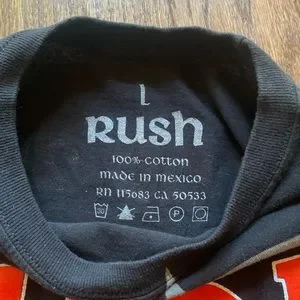 L
Rush
100% COTTON
MADE IN MEXICO
RN 115683 CA 50533